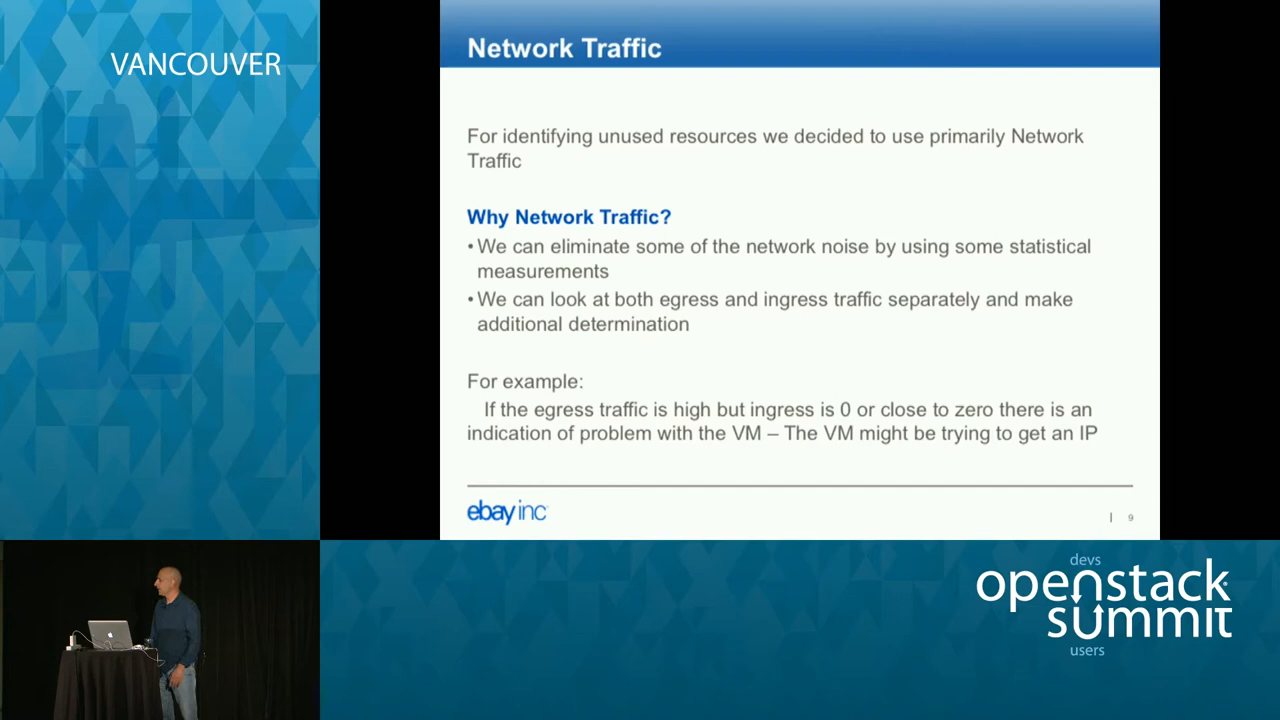 VANCOUVER
Network Traffic
For identifying unused resources we decided to use primarily Network
Traffic
Why Network Traffic?
• We can eliminate some of the network noise by using some statistical
measurements
• We can look at both egress and ingress traffic separately and make
additional determination
For example:
If the egress traffic is high but ingress is 0 or close to zero there is an
indication of problem with the VM – The VM might be trying to get an IP
ebay inc
| 9
devs
openstack
summit
users